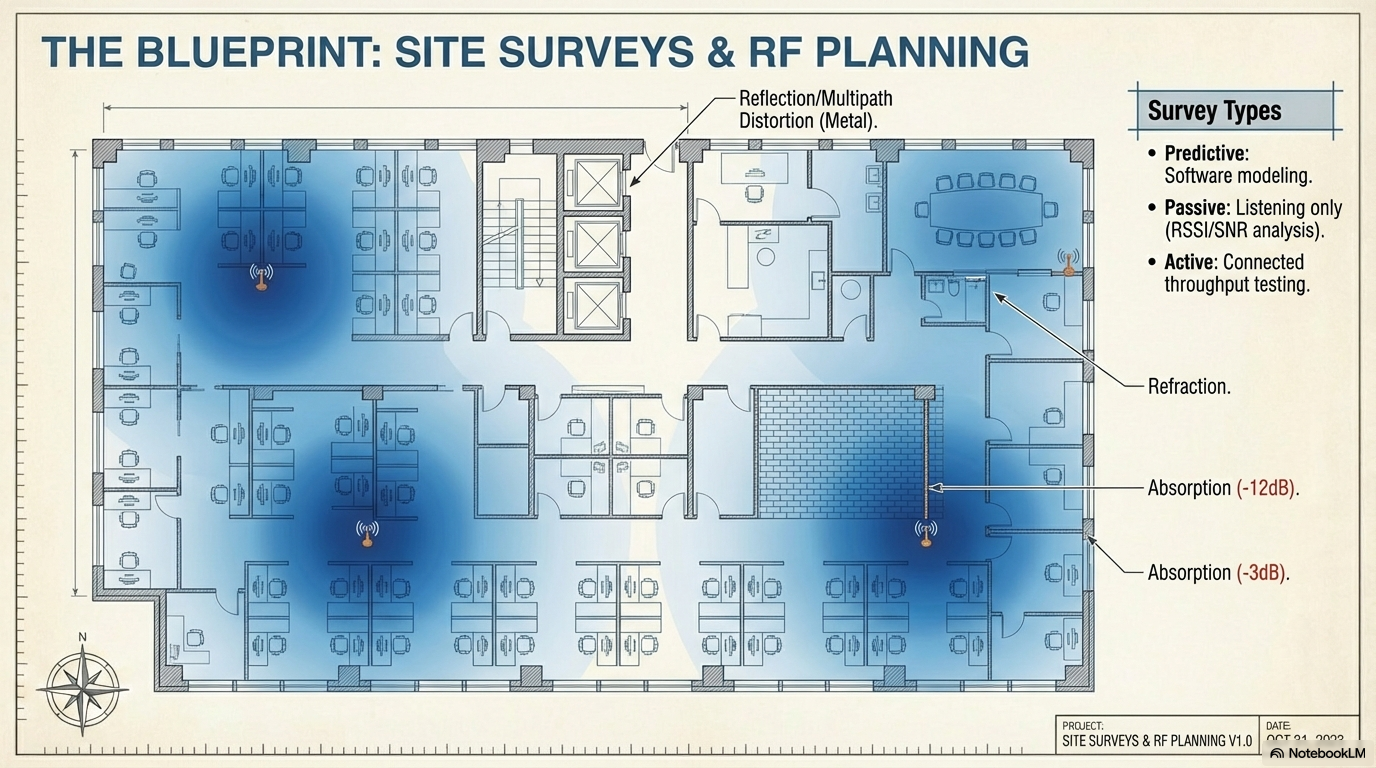 THE BLUEPRINT: SITE SURVEYS & RF PLANNING
Reflection/Multipath
Distortion (Metal).
Survey Types
• Predictive:
Software modeling.
• Passive: Listening only
(RSSI/SNR analysis).
• Active: Connected
throughput testing.
Refraction.
Absorption (-12dB).
Absorption (-3dB).
N
PROJECT:
SITE SURVEYS & RF PLANNING V1.0
DATE:
NotebookLM